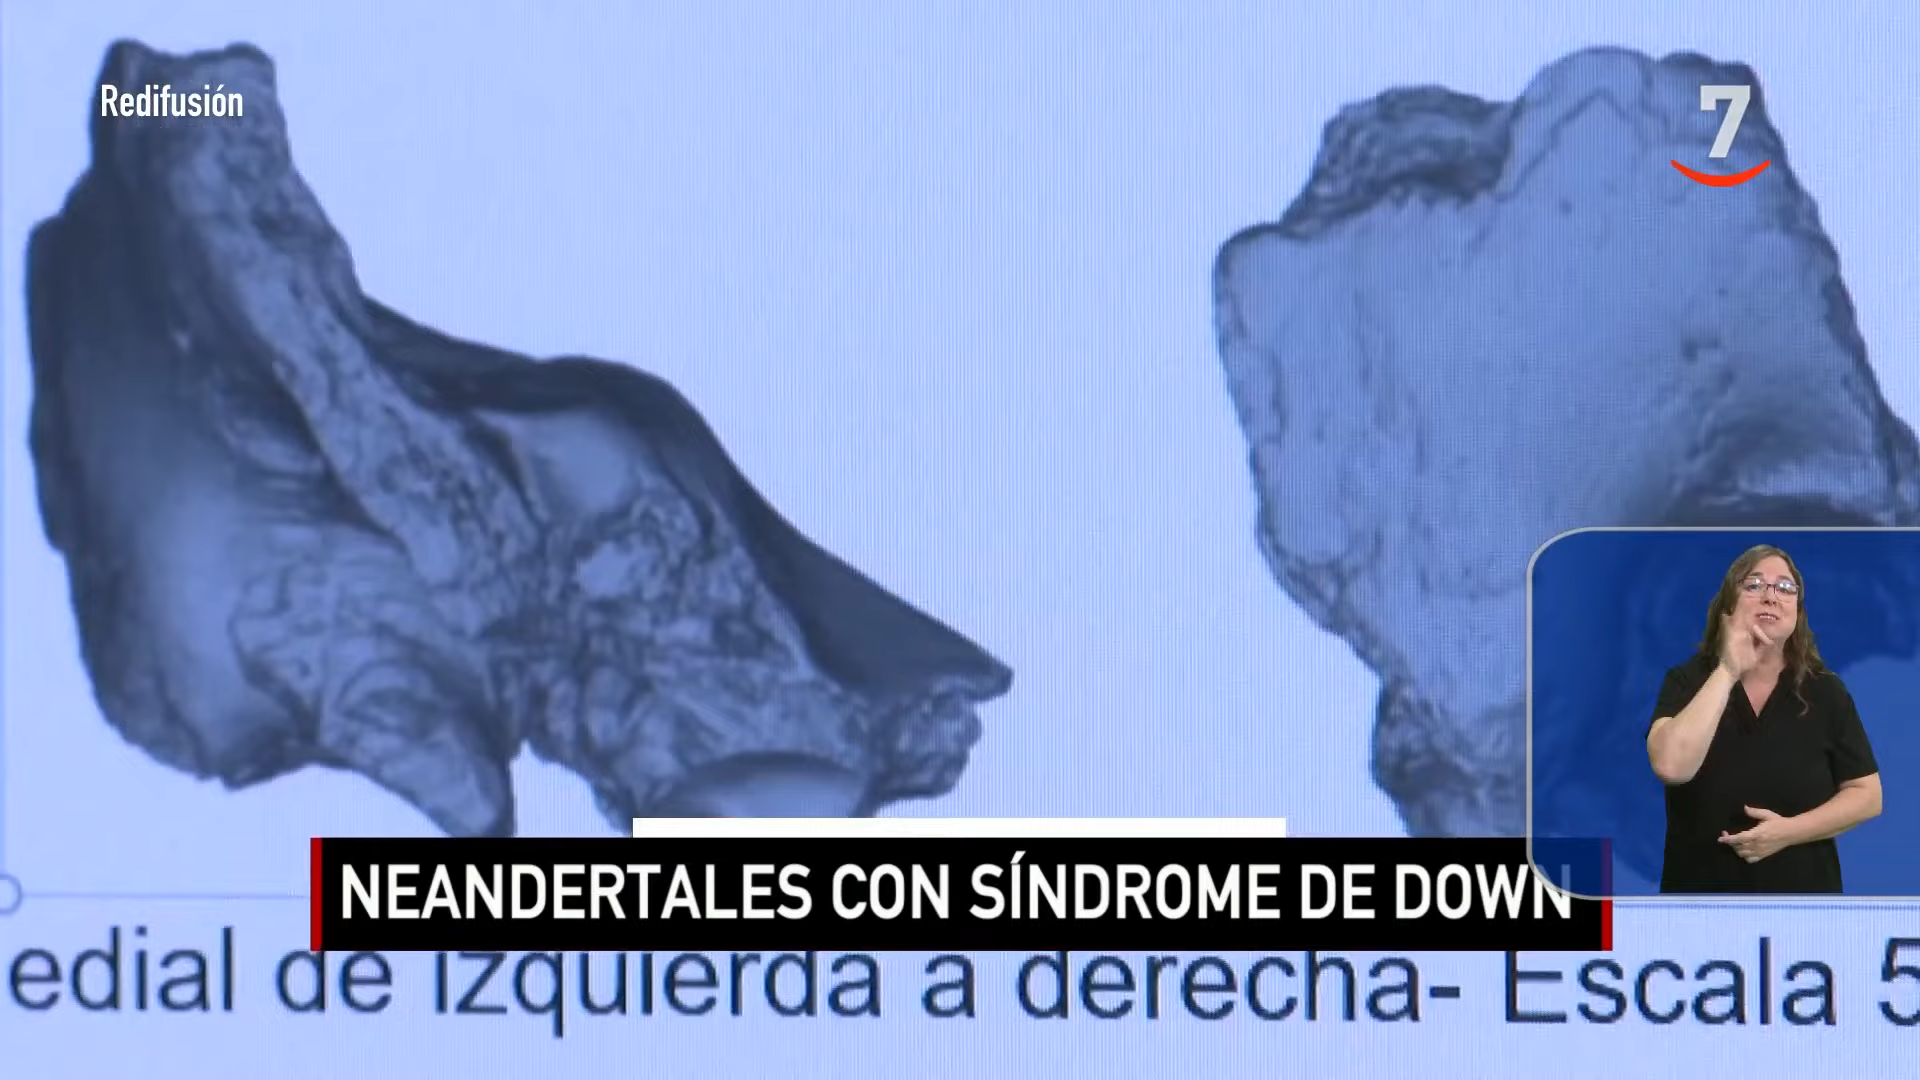 Redifusión
7
NEANDERTALES CON SÍNDROME DE DOWN
edial de izquierda a derecha- Escala 5